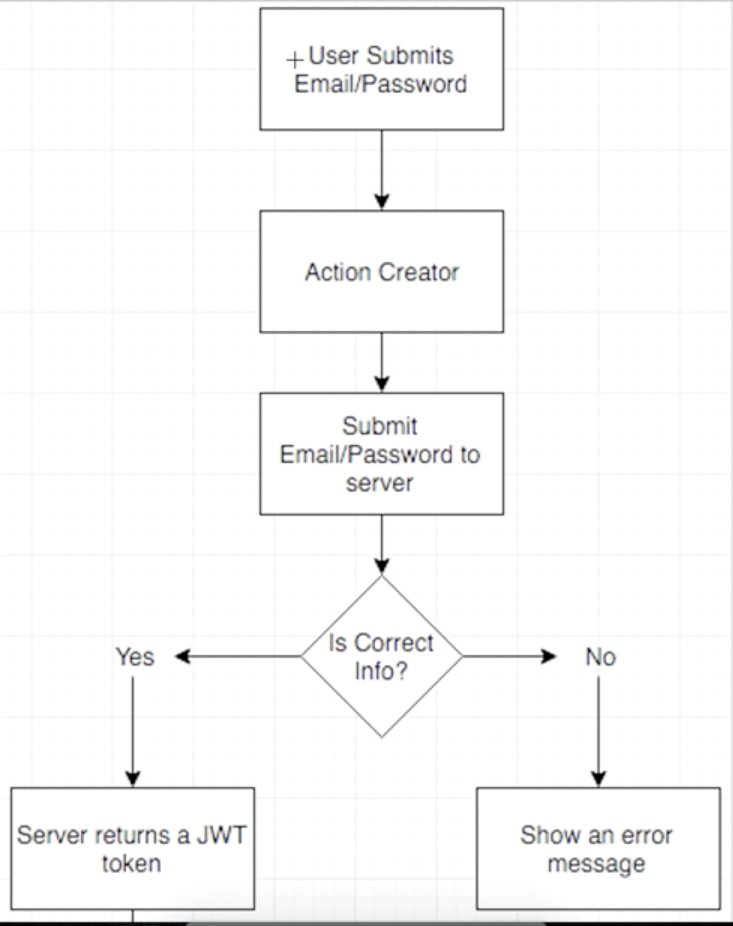 User Submits
Email/Password
Action Creator
Submit
Email/Password to
server
Is Correct
Info?
Yes
No
Server returns a JWT
token
Show an error
message